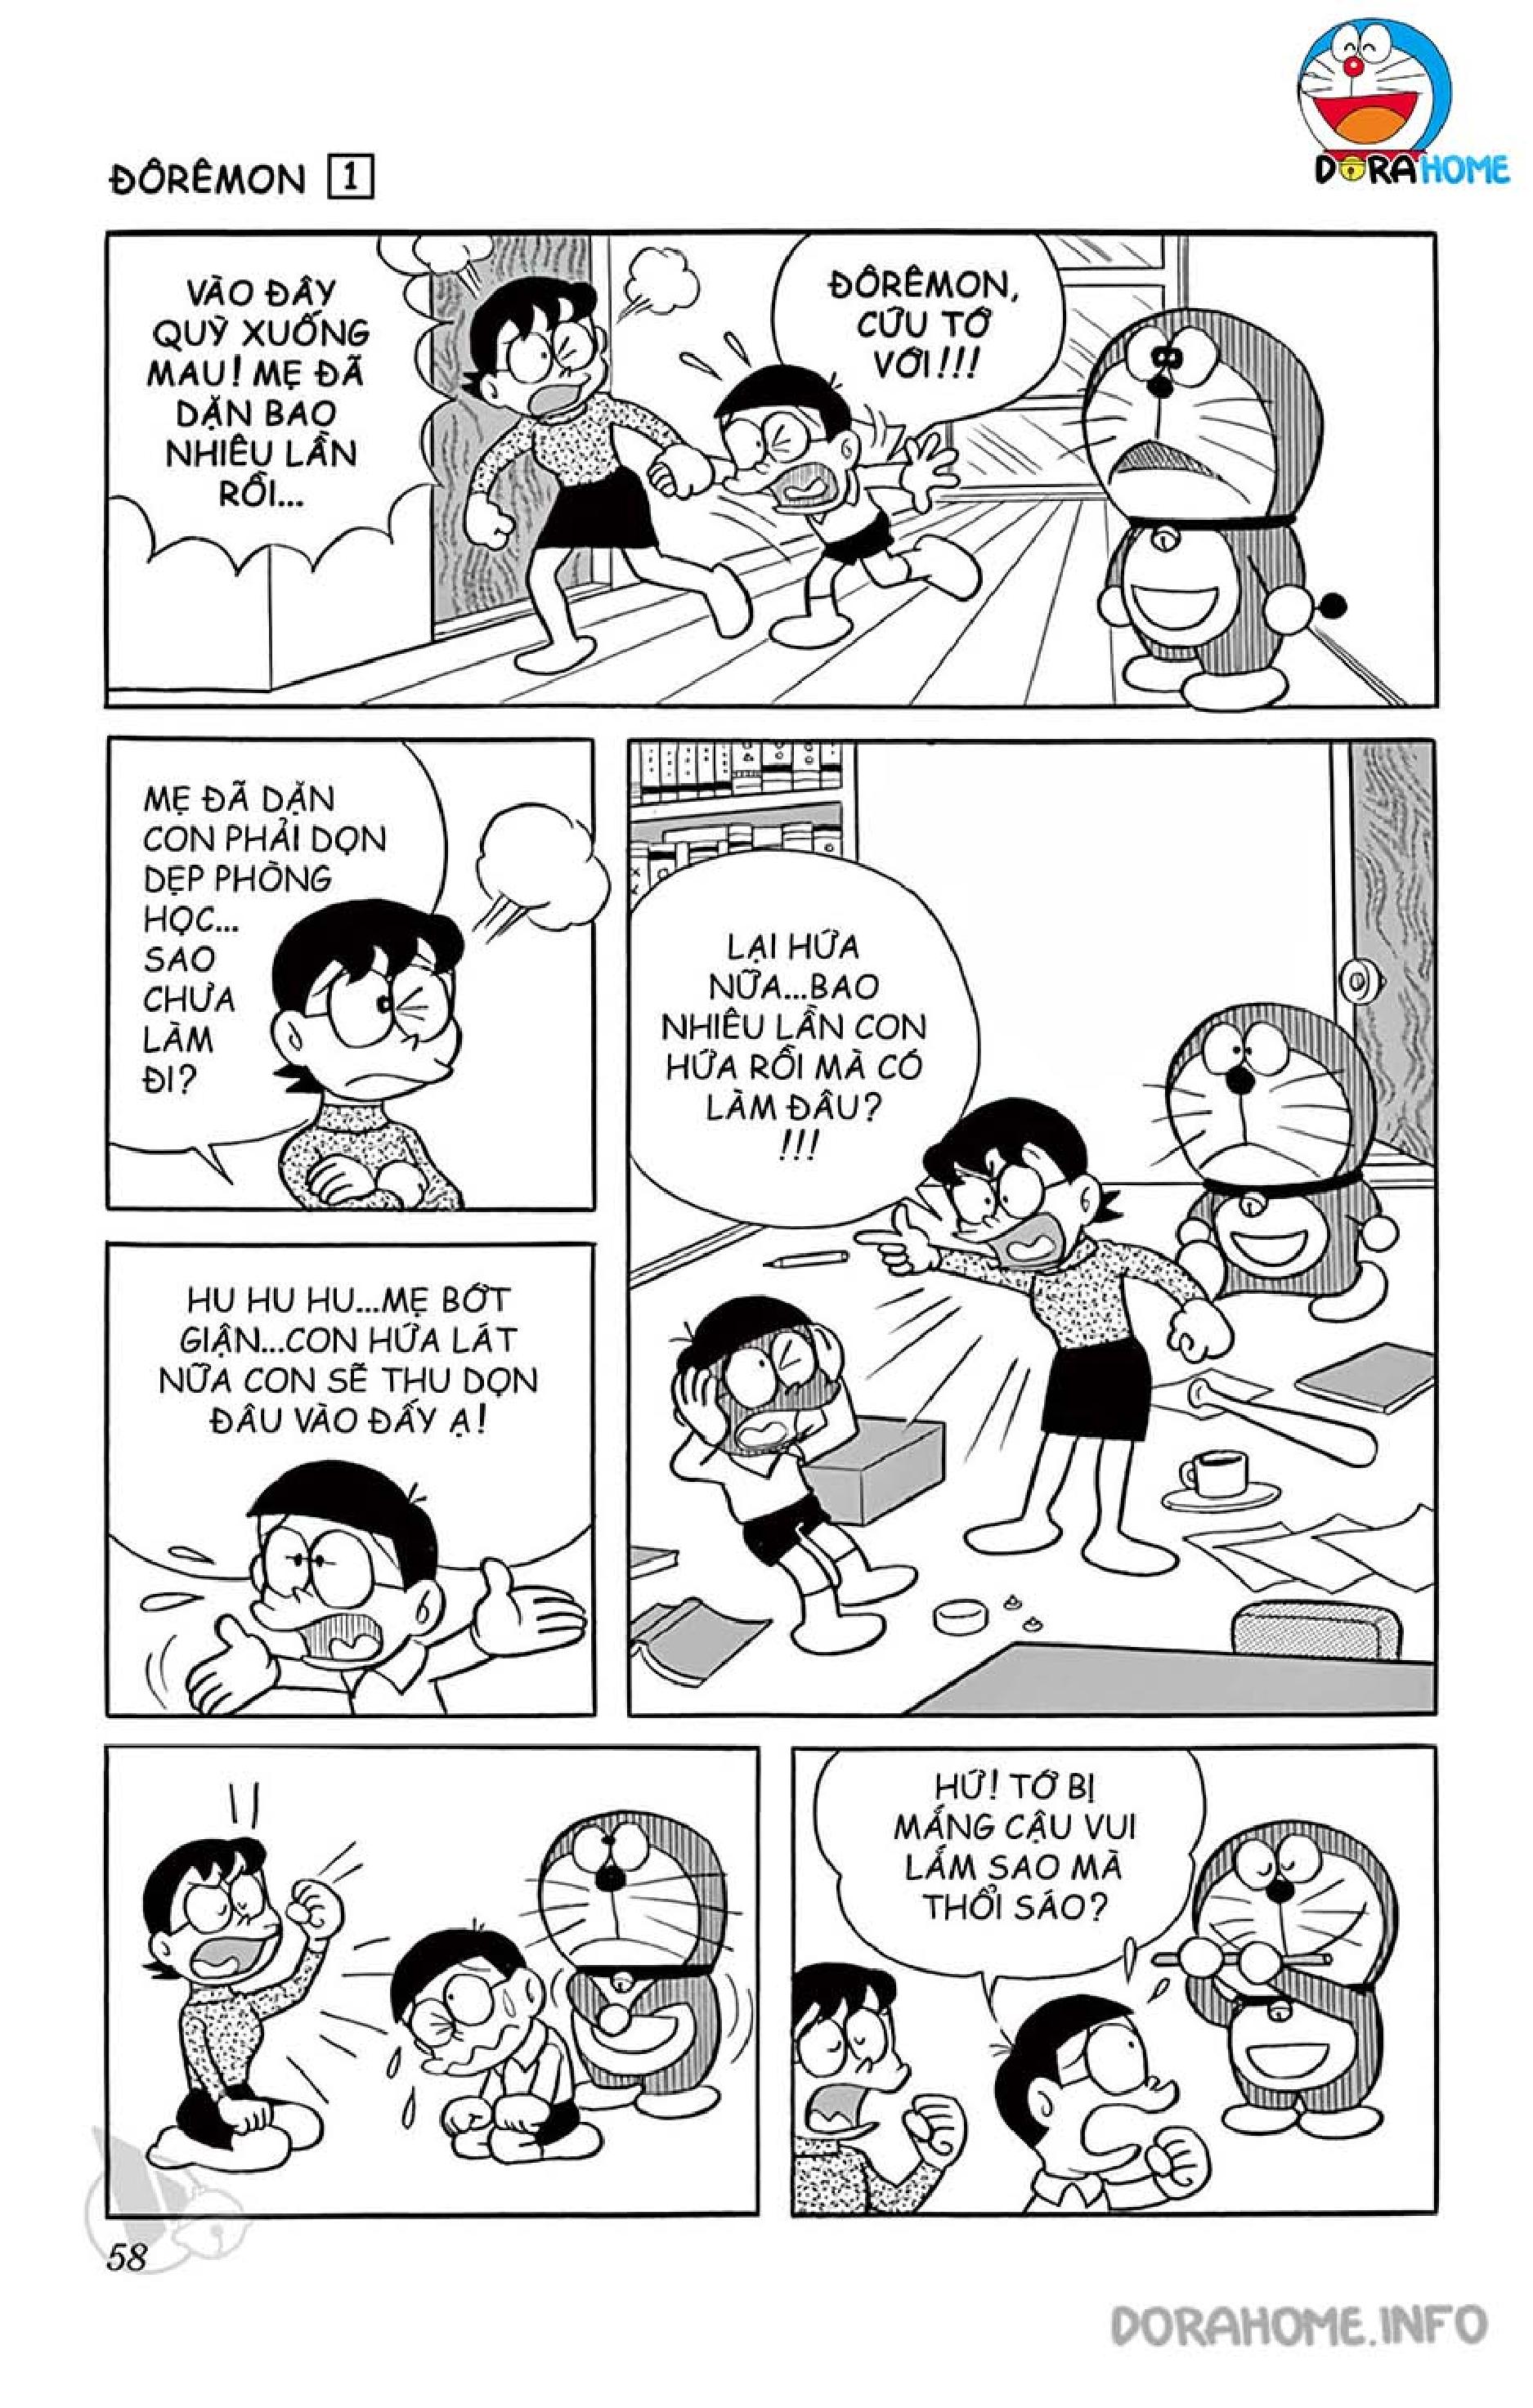 DORAHOME
ĐÔRÊMON 1
VÀO ĐÂY
QUỲ XUỐNG
MAU! MẸ ĐÃ
DẶN BAO
NHIÊU LẦN
RỒI...
ĐÔRÊMON,
CỨU TỚ
VỚI!!!
MẸ ĐÃ DẶN
CON PHẢI DỌN
DẸP PHÒNG
HỌC...
SAO
CHƯA
LÀM
ĐI?
HU HU HU...MẸ BỚT
GIẬN...CON HỨA LÁT
NỮA CON SẼ THU DỌN
ĐÂU VÀO ĐẤY Ạ!
LẠI HỨA
NỮA...BAO
NHIÊU LẦN CON
HỨA RỒI MÀ CÓ
LÀM ĐÂU?
!!!
HỨ! TỚ BỊ
MẮNG CẬU VUI
LẮM SAO MÀ
THỔI SÁO?
58
DORAHOME.INFO